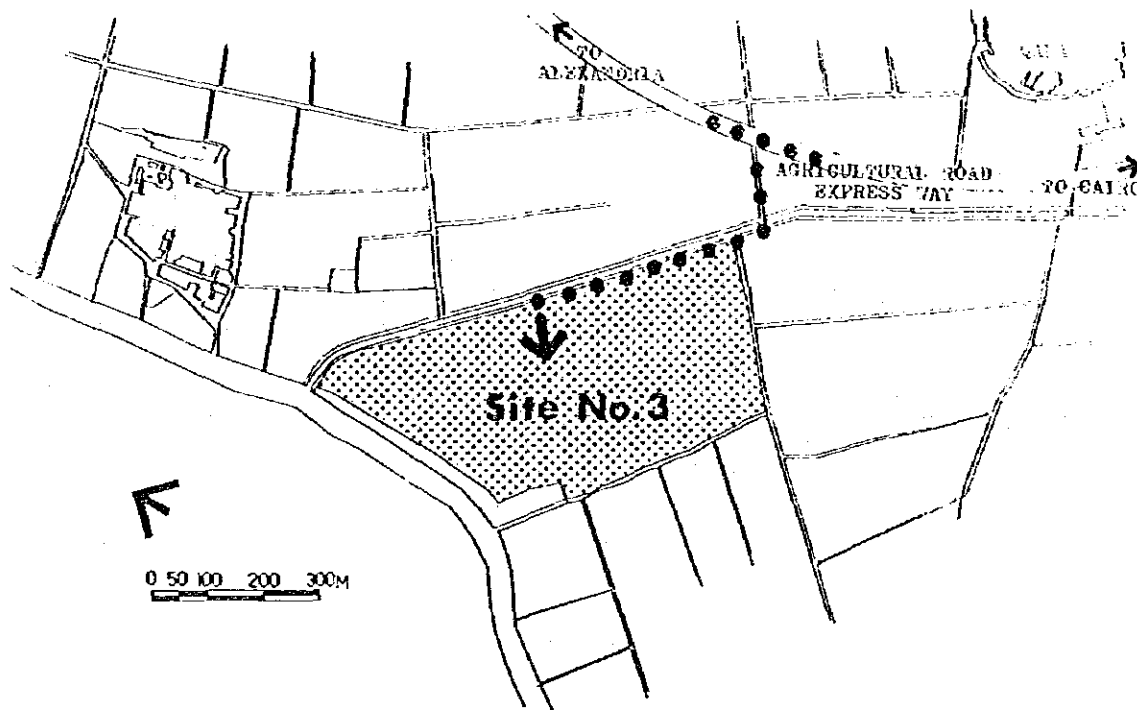 TO
ALEXANDRIA
AGRICULTURAL ROAD
EXPRESS WAY
TO CAIRO
Site No.3
0 50 100 200 300M